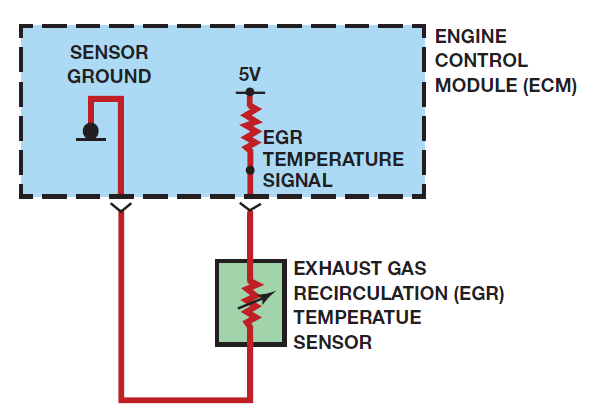 SENSOR
GROUND
5V
EGR
TEMPERATURE
SIGNAL
ENGINE
CONTROL
MODULE (ECM)
EXHAUST GAS
RECIRCULATION (EGR)
TEMPERATUE
SENSOR